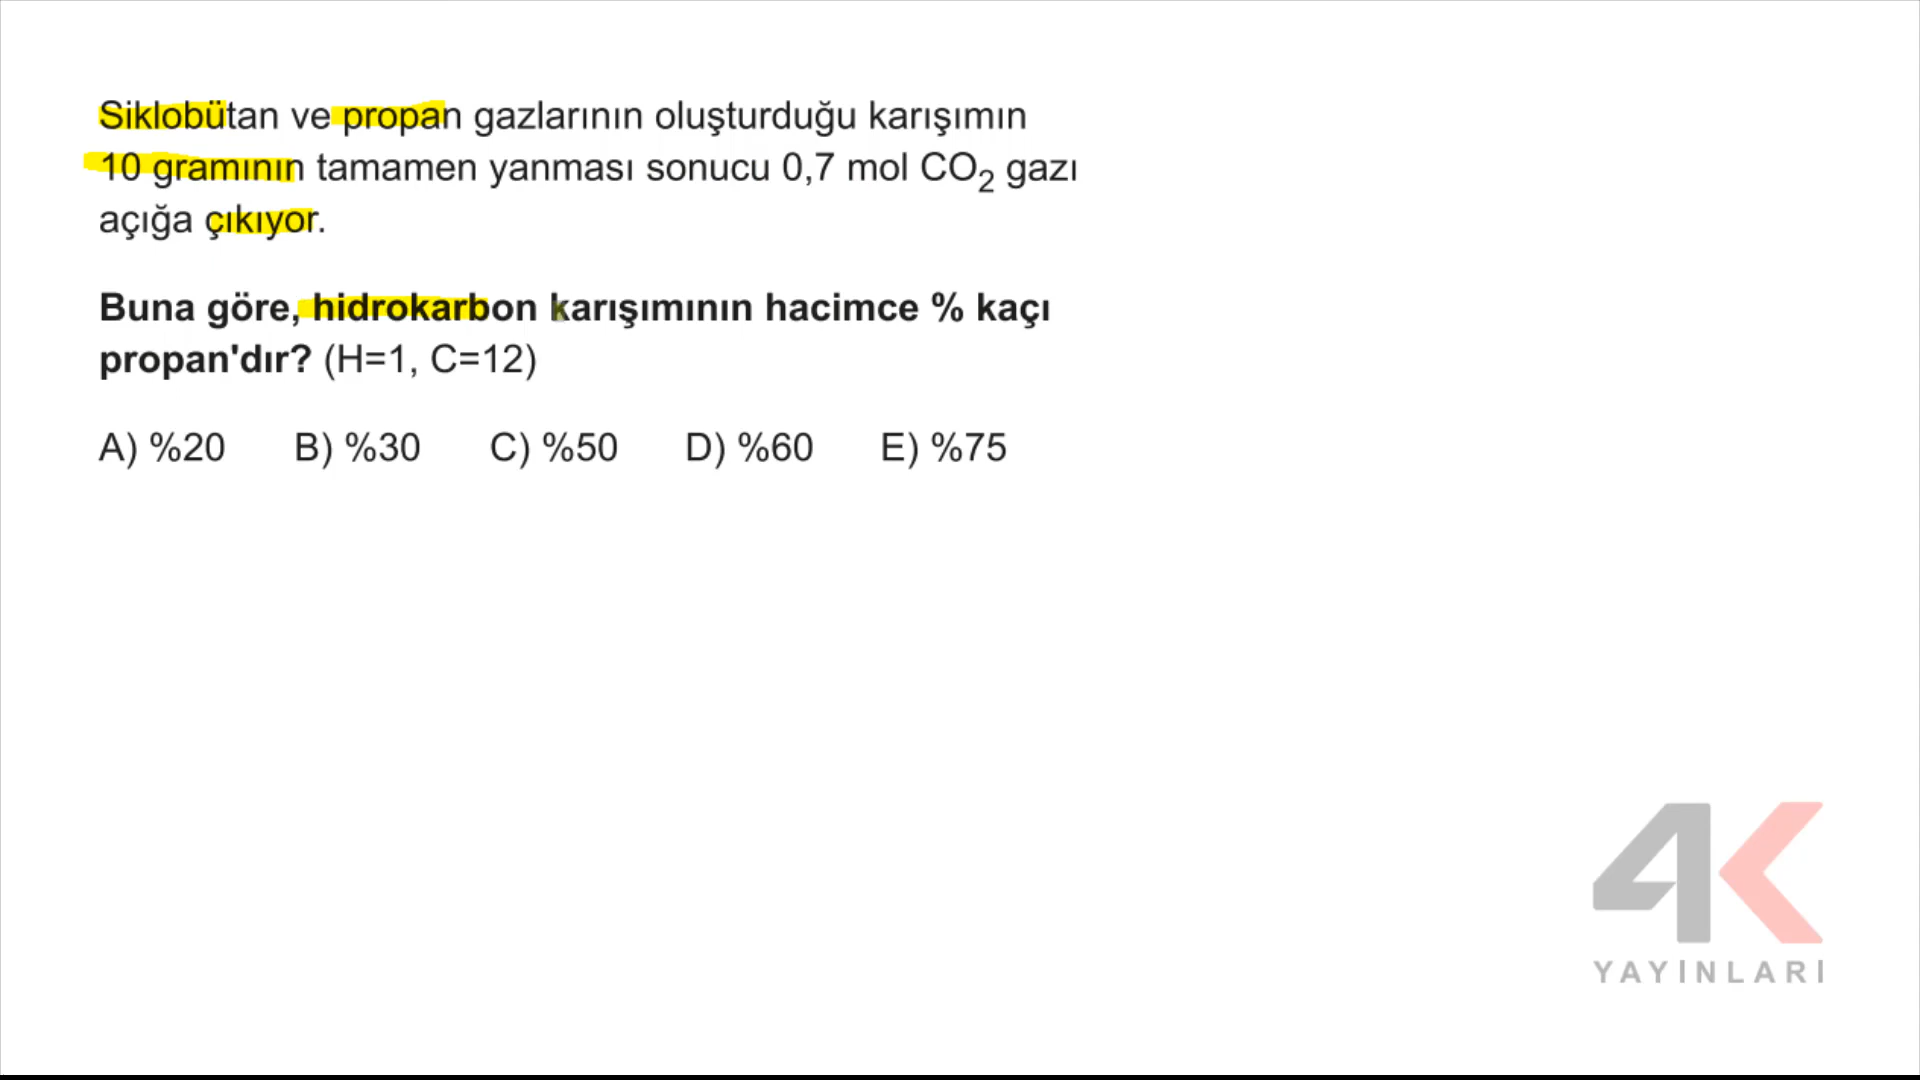 Siklobütan ve propan gazlarının oluşturduğu karışımın
10 gramının tamamen yanması sonucu 0,7 mol CO₂ gazı
açığa çıkıyor.
Buna göre, hidrokarbon karışımının hacimce % kaçı
propan'dır? (H=1, C=12)
A) %20 B) %30 C) %50 D) %60 E) %75
4K
YAYINLARI